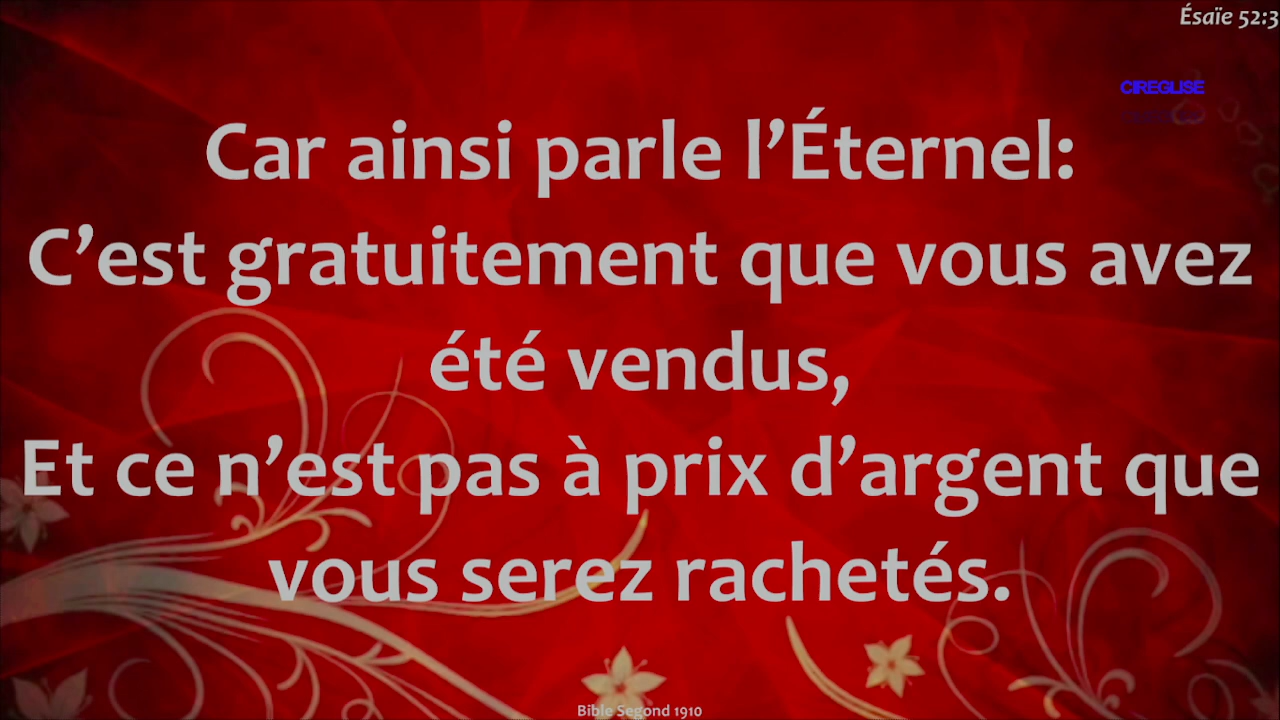 Ésaïe 52:3
CIREGLISE
Car ainsi parle l’Éternel:
C’est gratuitement que vous avez
été vendus,
Et ce n’est pas à prix d’argent que
vous serez rachetés.
Bible Segond 1910